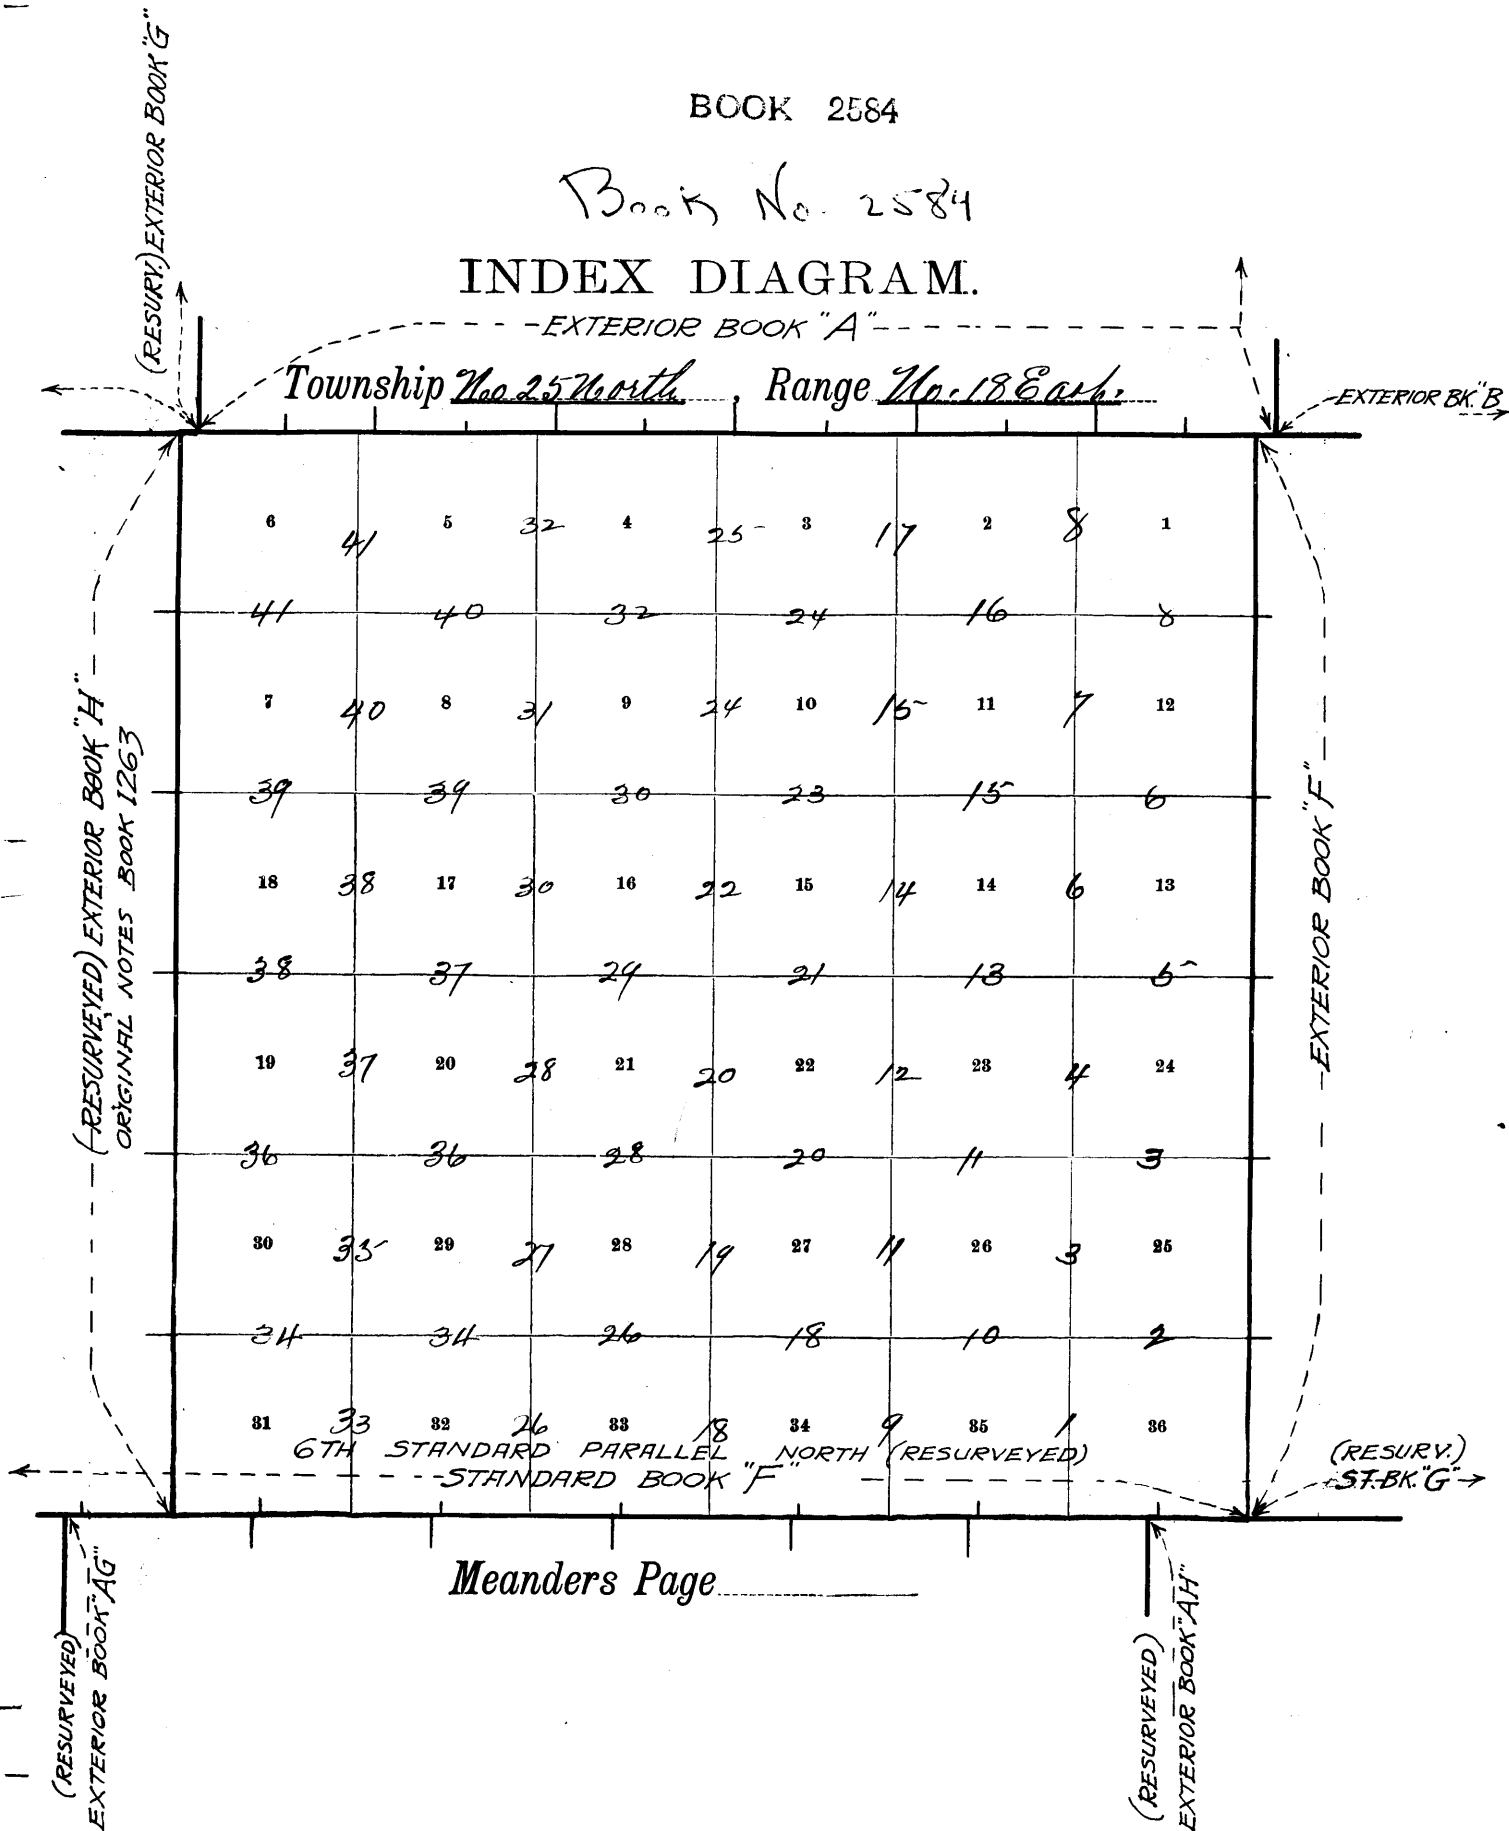 (RESURV.) EXTERIOR BOOK "G"
BOOK 2584
Book No. 2584
INDEX DIAGRAM.
EXTERIOR BOOK "A"
Township No. 25 North, Range No. 18 East.
EXTERIOR BK. "B
6 5 32 4 25 3 17 2 8 1
41
41 40 32 24 16 8
7 40 8 31 9 24 10 15 11 7 12
39 39 30 23 15 6
18 38 17 30 16 22 15 14 14 6 13
38 37 29 21 13 5
19 37 20 28 21 20 22 12 23 4 24
36 36 28 20 11 3
30 35 29 27 28 19 27 11 26 3 25
34 34 26 18 10 2
31 33 32 26 33 18 34 9 35 1 36
6TH STANDARD PARALLEL NORTH (RESURVEYED)
STANDARD BOOK "F"
(RESURVEYED) EXTERIOR BOOK "H"
ORIGINAL NOTES BOOK 1263
EXTERIOR BOOK "F"
(RESURV.)
ST. BK. "G"
Meanders Page
(RESURVEYED)
EXTERIOR BOOK "AG"
(RESURVEYED)
EXTERIOR BOOK "AH"